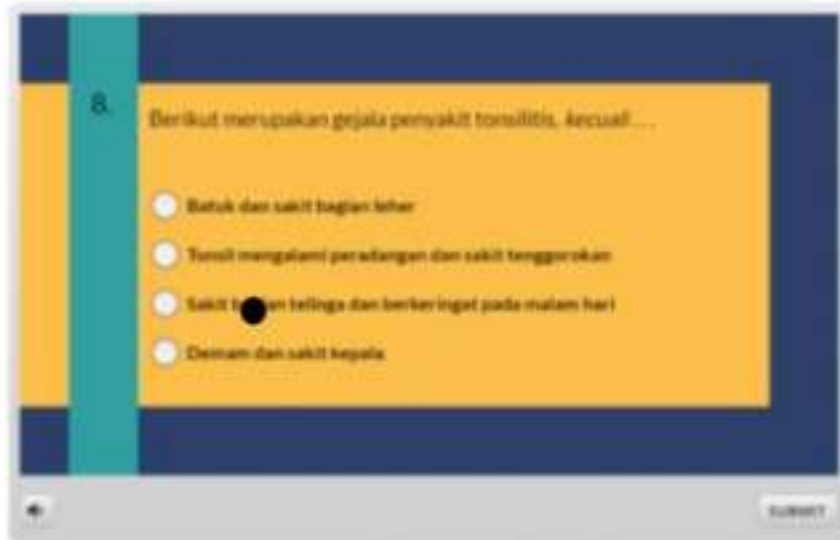 8.
Berikut merupakan gejala penyakit tonsilitis, kecuali ....
Batuk dan sakit bagian leher
Tonsil mengalami peradangan dan sakit tenggorokan
Sakit telinga dan berkeringat pada malam hari
Demam dan sakit kepala
SUBMIT